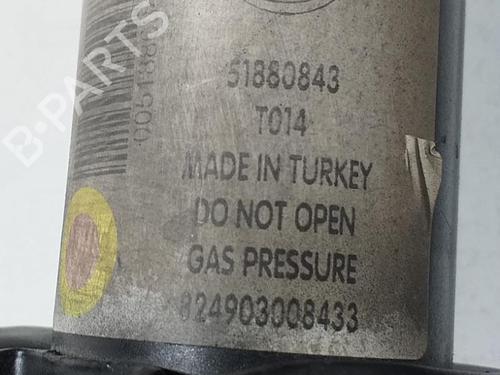 B-PARTS
51880843
T014
MADE IN TURKEY
DO NOT OPEN
GAS PRESSURE
824903008433